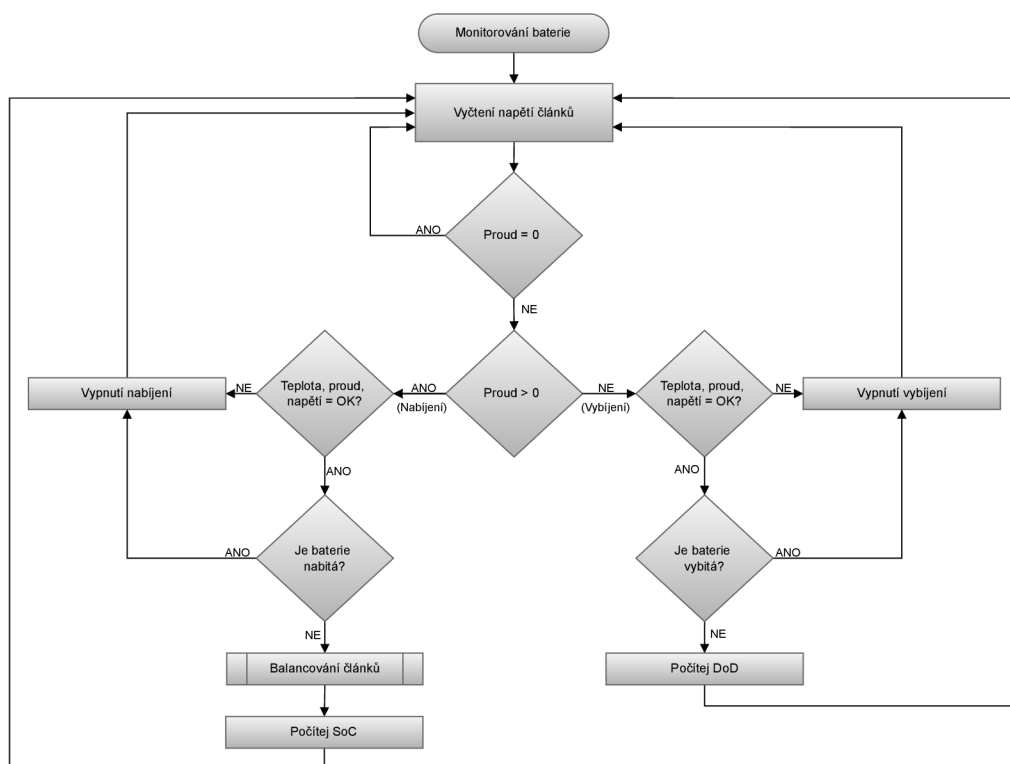 Monitorování baterie
Vyčtení napětí článků
ANO
Proud = 0
NE
Vypnutí nabíjení
NE
Teplota, proud,
napětí = OK?
ANO
(Nabíjení)
Proud > 0
NE
(Vybíjení)
Teplota, proud,
napětí = OK?
NE
Vypnutí vybíjení
ANO
ANO
ANO
Je baterie
nabitá?
Je baterie
vybitá?
ANO
NE
NE
Balancování článků
Počítej DoD
Počítej SoC